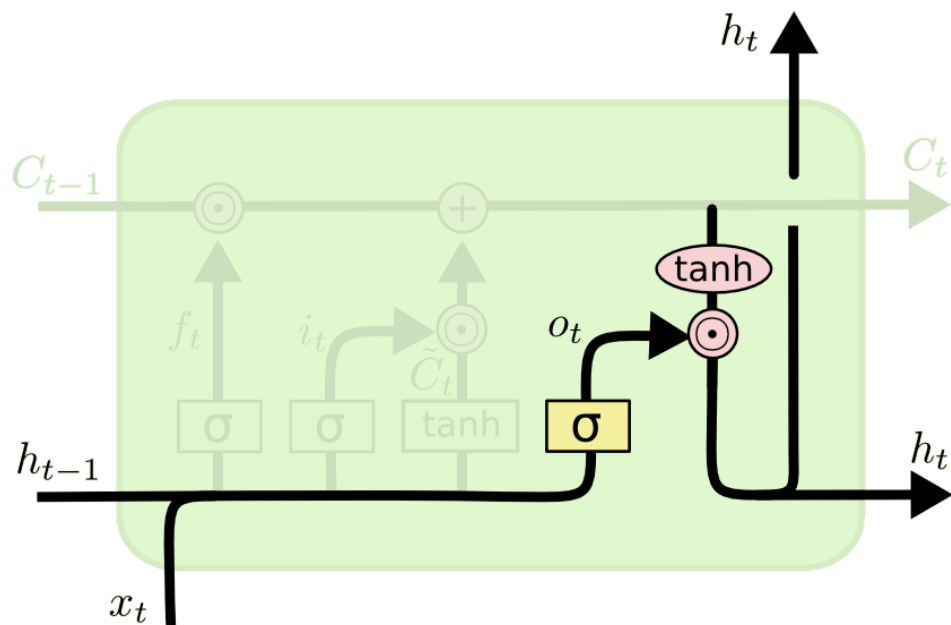 h_t
C_{t-1}
C_t
tanh
f_t
i_t
o_t
C̃_t
σ
σ
tanh
σ
h_{t-1}
h_t
x_t